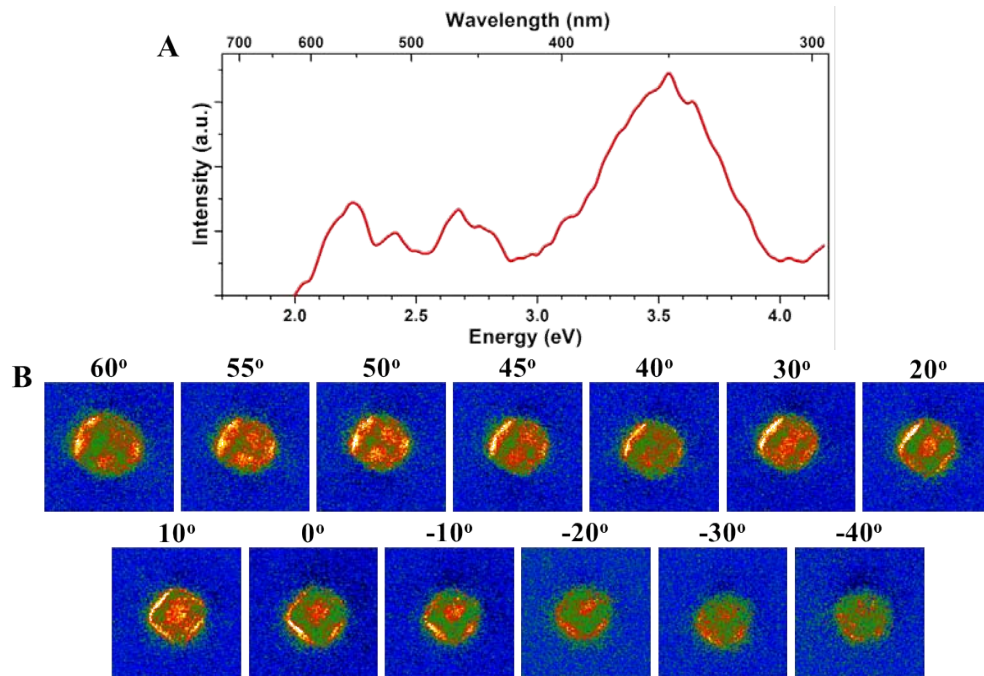 Wavelength (nm)
A
700 600 500 400 300
Intensity (a.u.)
2.0 2.5 3.0 3.5 4.0
Energy (eV)
B
60° 55° 50° 45° 40° 30° 20°
10° 0° -10° -20° -30° -40°